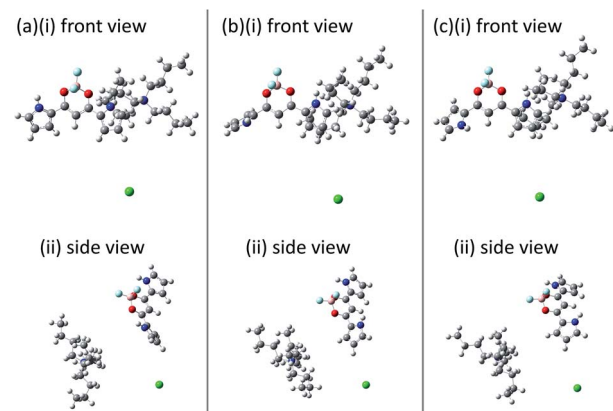 (a)(i) front view
(b)(i) front view
(c)(i) front view
(ii) side view
(ii) side view
(ii) side view